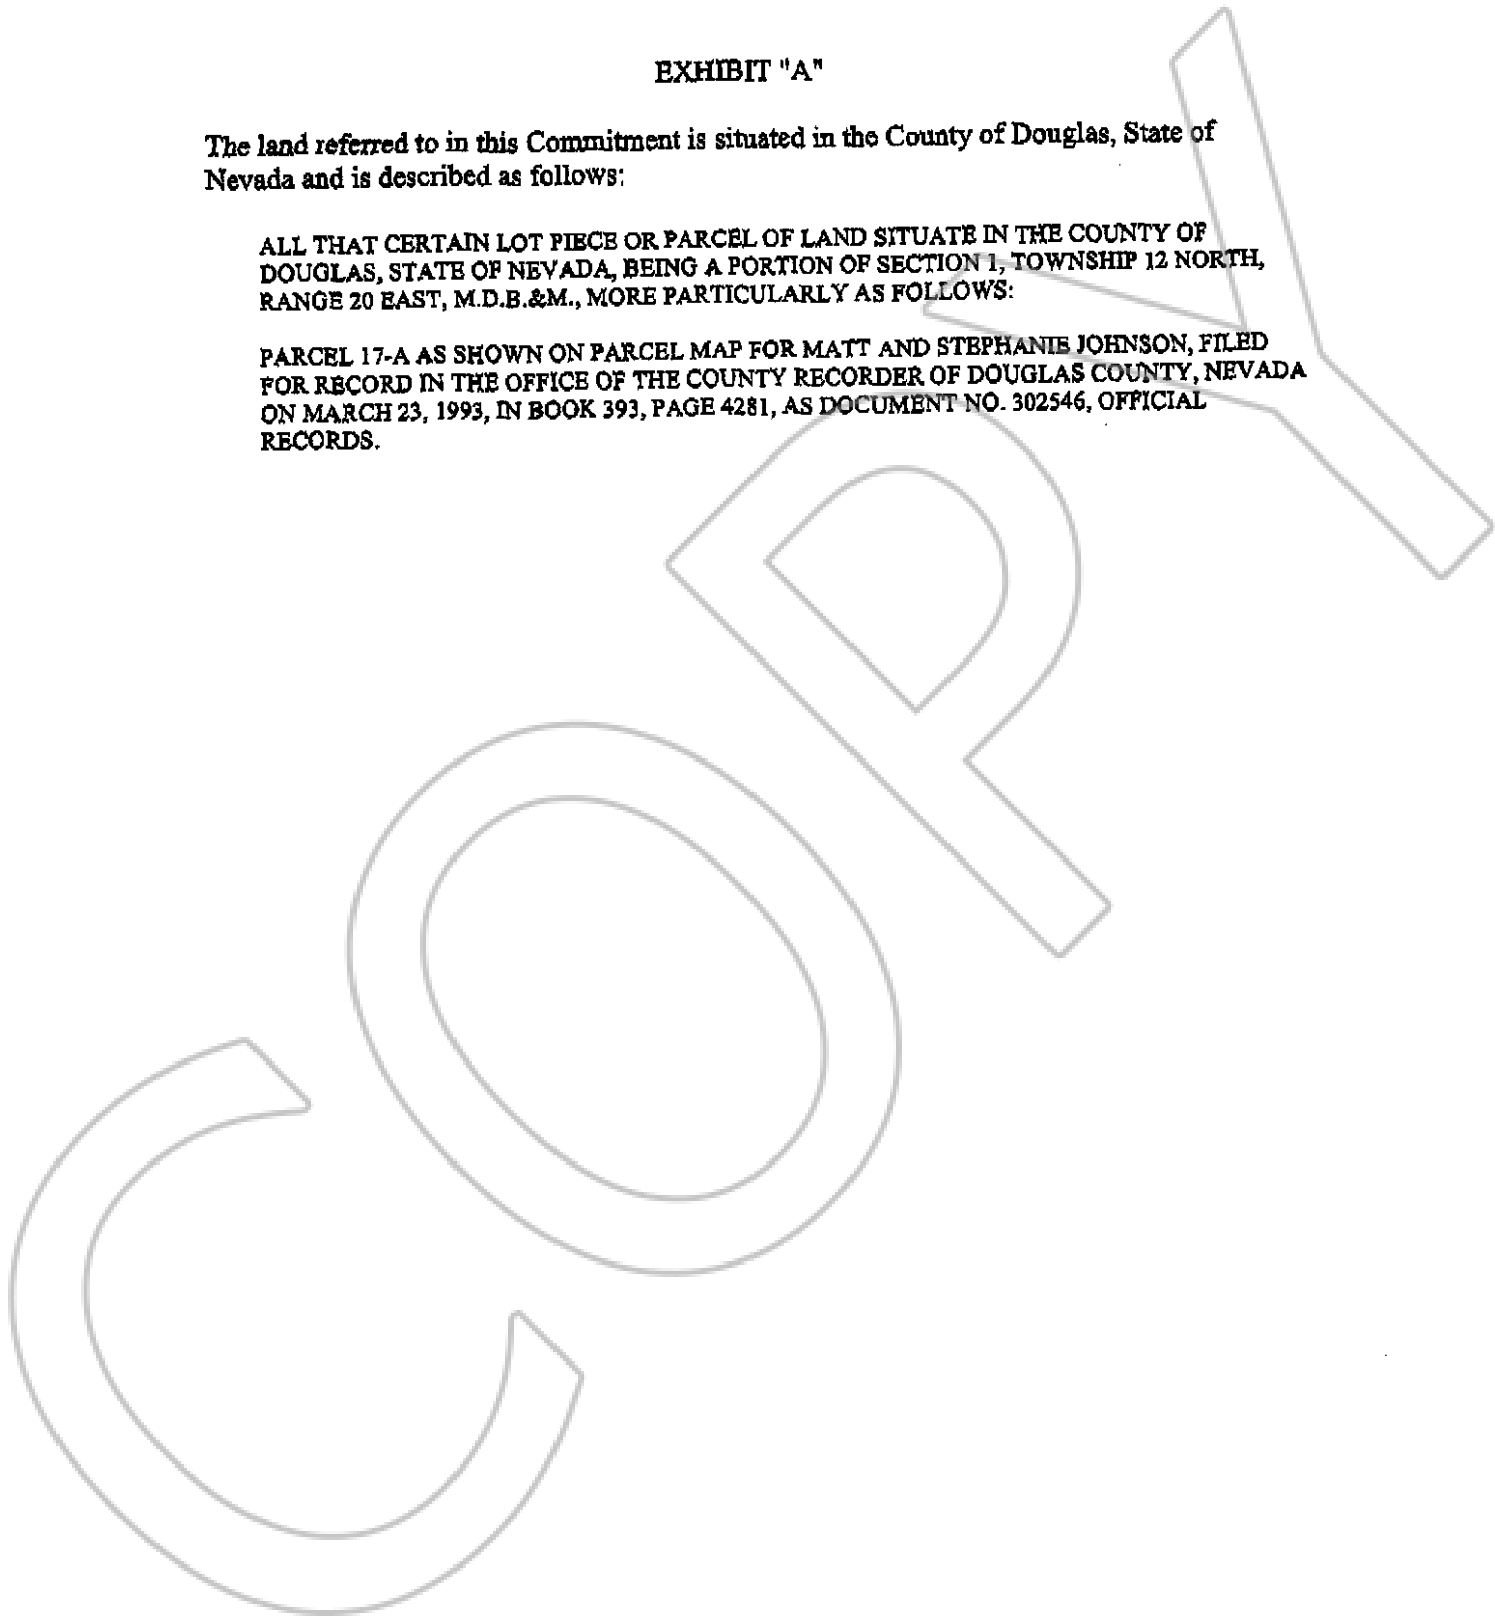 EXHIBIT "A"
The land referred to in this Commitment is situated in the County of Douglas, State of
Nevada and is described as follows:
ALL THAT CERTAIN LOT PIECE OR PARCEL OF LAND SITUATE IN THE COUNTY OF
DOUGLAS, STATE OF NEVADA, BEING A PORTION OF SECTION 1, TOWNSHIP 12 NORTH,
RANGE 20 EAST, M.D.B.&M., MORE PARTICULARLY AS FOLLOWS:
PARCEL 17-A AS SHOWN ON PARCEL MAP FOR MATT AND STEPHANIE JOHNSON, FILED
FOR RECORD IN THE OFFICE OF THE COUNTY RECORDER OF DOUGLAS COUNTY, NEVADA
ON MARCH 23, 1993, IN BOOK 393, PAGE 4281, AS DOCUMENT NO. 302546, OFFICIAL
RECORDS.
COPY